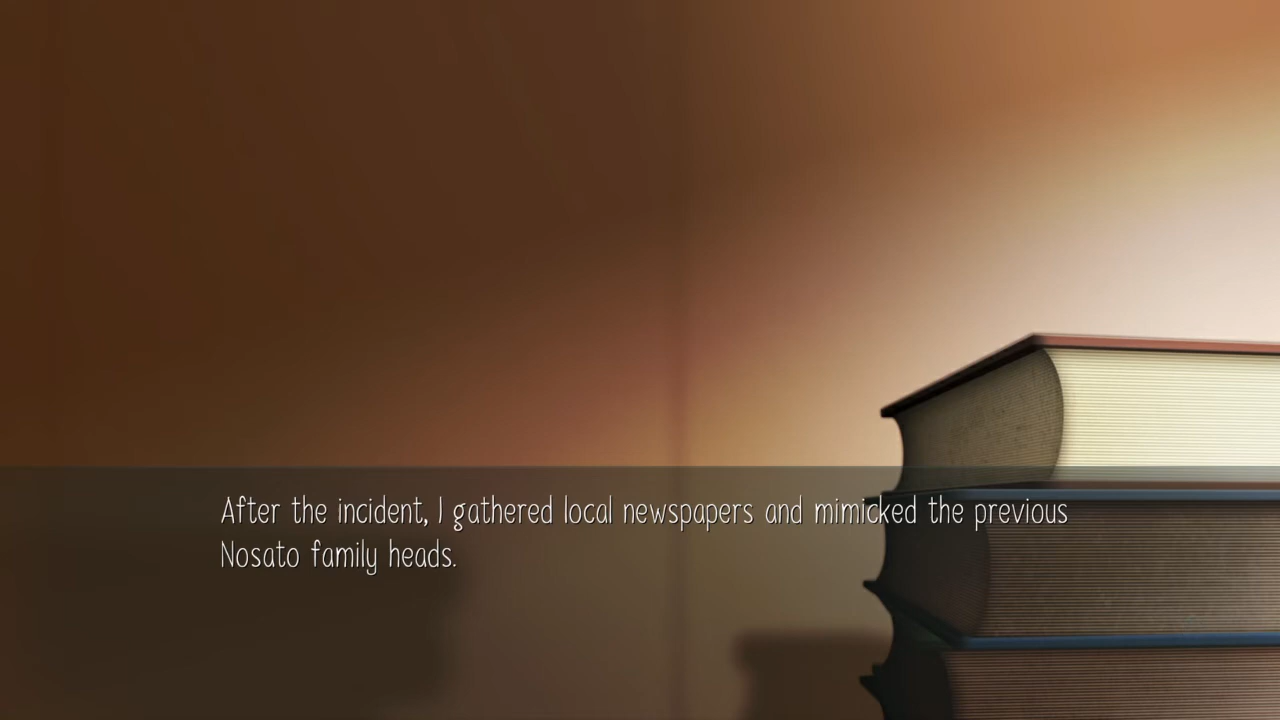 After the incident, I gathered local newspapers and mimicked the previous
Nosato family heads.